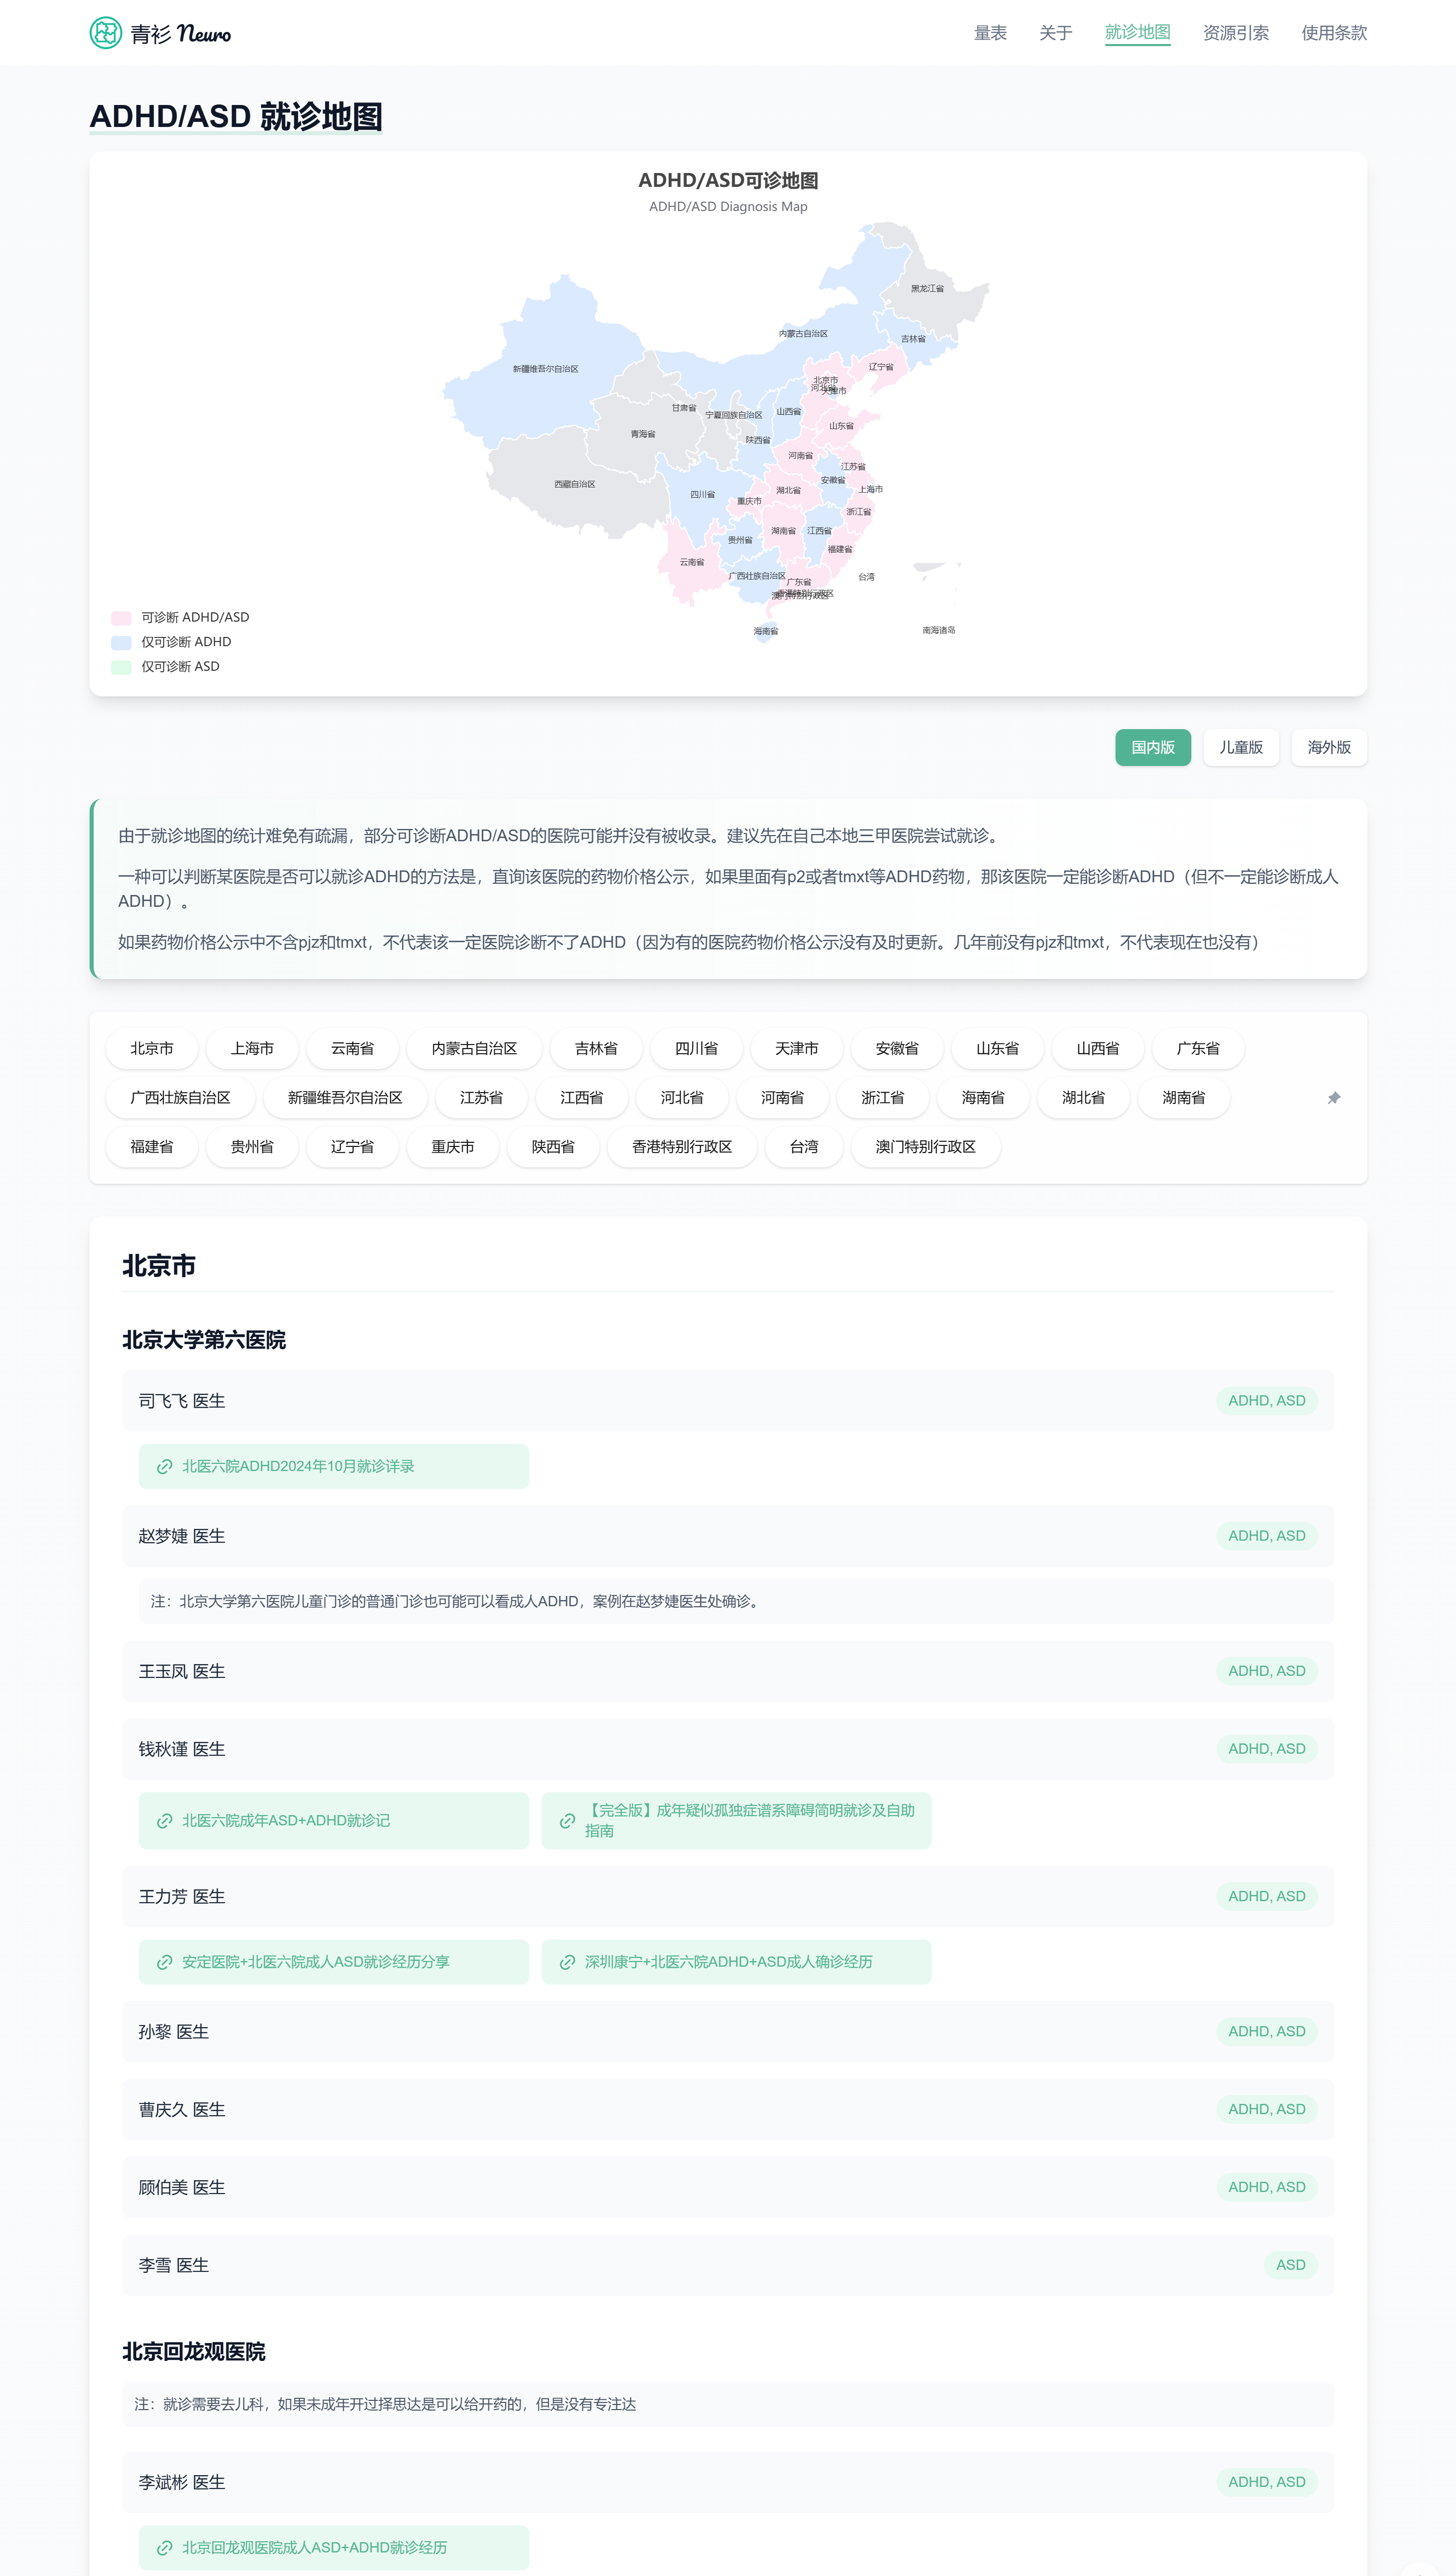 青衫 Neuro
量表
关于
就诊地图
资源引索
使用条款
ADHD/ASD 就诊地图
ADHD/ASD可诊地图
ADHD/ASD Diagnosis Map
黑龙江省
内蒙古自治区
吉林省
新疆维吾尔自治区
辽宁省
北京市
河北省
天津市
甘肃省
宁夏回族自治区
山西省
青海省
陕西省
山东省
河南省
江苏省
西藏自治区
四川省
重庆市
湖北省
安徽省
上海市
浙江省
湖南省
江西省
贵州省
福建省
云南省
广西壮族自治区
广东省
台湾
香港特别行政区
澳门特别行政区
海南省
南海诸岛
可诊断 ADHD/ASD
仅可诊断 ADHD
仅可诊断 ASD
国内版
儿童版
海外版
由于就诊地图的统计难免有疏漏，部分可诊断ADHD/ASD的医院可能并没有被收录。建议先在自己本地三甲医院尝试就诊。
一种可以判断某医院是否可以就诊ADHD的方法是，直询该医院的药物价格公示，如果里面有p2或者tmxt等ADHD药物，那该医院一定能诊断ADHD（但不一定能诊断成人
ADHD）。
如果药物价格公示中不含pjz和tmxt，不代表该一定医院诊断不了ADHD（因为有的医院药物价格公示没有及时更新。几年前没有pjz和tmxt，不代表现在也没有）
北京市
上海市
云南省
内蒙古自治区
吉林省
四川省
天津市
安徽省
山东省
山西省
广东省
广西壮族自治区
新疆维吾尔自治区
江苏省
江西省
河北省
河南省
浙江省
海南省
湖北省
湖南省
福建省
贵州省
辽宁省
重庆市
陕西省
香港特别行政区
台湾
澳门特别行政区
北京市
北京大学第六医院
司飞飞 医生
ADHD, ASD
北医六院ADHD2024年10月就诊详录
赵梦婕 医生
ADHD, ASD
注：北京大学第六医院儿童门诊的普通门诊也可能可以看成人ADHD，案例在赵梦婕医生处确诊。
王玉凤 医生
ADHD, ASD
钱秋谨 医生
ADHD, ASD
北医六院成年ASD+ADHD就诊记
【完全版】成年疑似孤独症谱系障碍简明就诊及自助
指南
王力芳 医生
ADHD, ASD
安定医院+北医六院成人ASD就诊经历分享
深圳康宁+北医六院ADHD+ASD成人确诊经历
孙黎 医生
ADHD, ASD
曹庆久 医生
ADHD, ASD
顾伯美 医生
ADHD, ASD
李雪 医生
ASD
北京回龙观医院
注：就诊需要去儿科，如果未成年开过择思达是可以给开药的，但是没有专注达
李斌彬 医生
ADHD, ASD
北京回龙观医院成人ASD+ADHD就诊经历